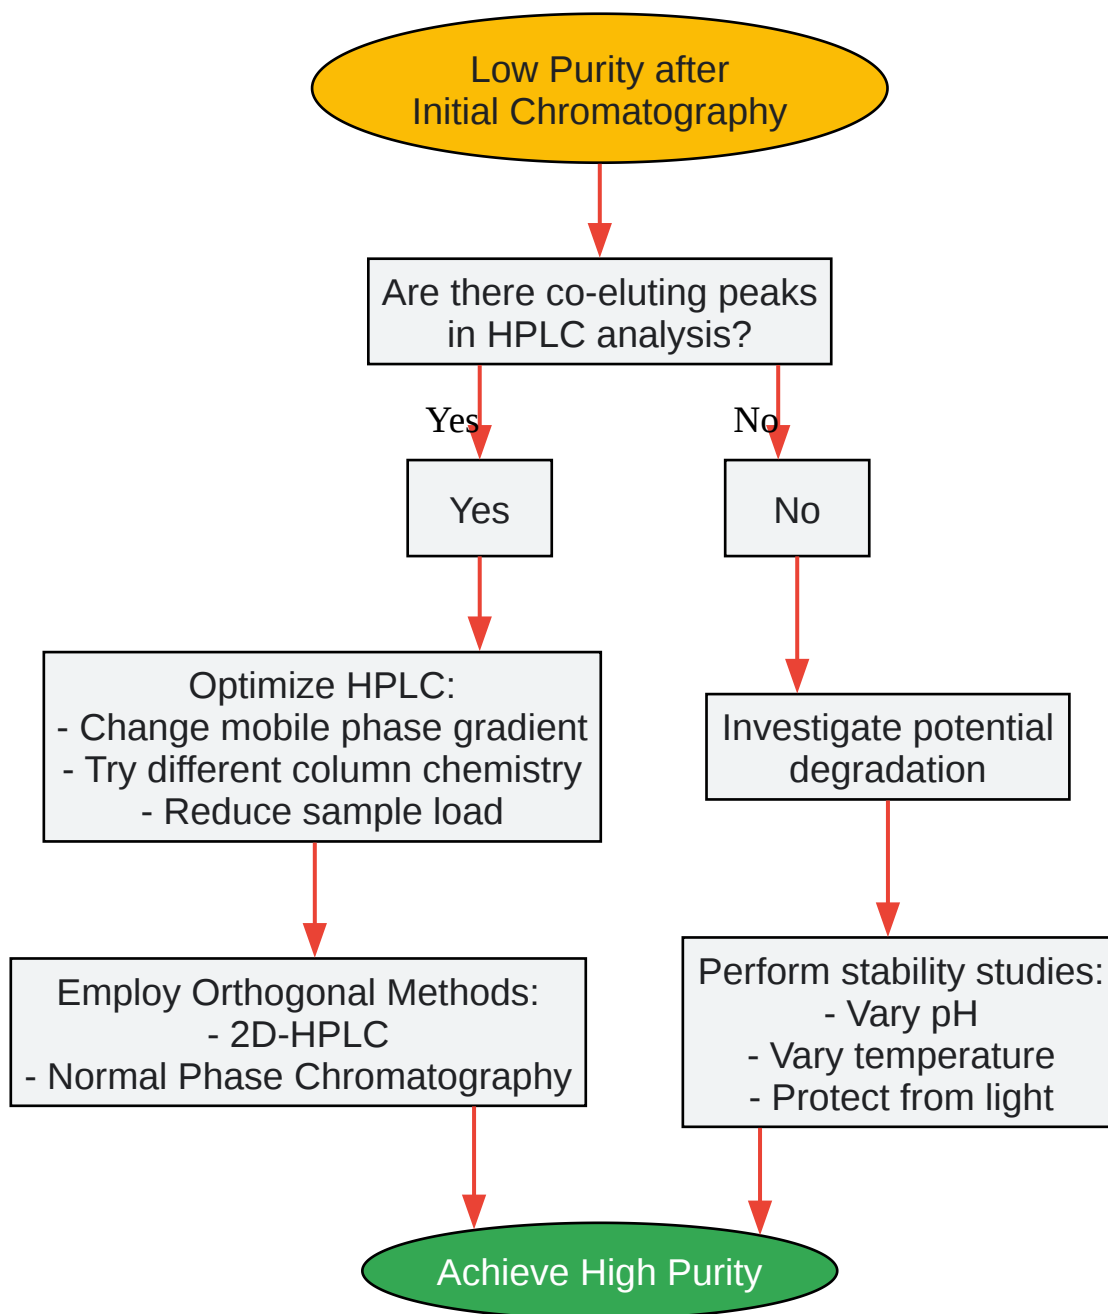 Low Purity after
Initial Chromatography
Are there co-eluting peaks
in HPLC analysis?
Yes
No
Yes
No
Optimize HPLC:
- Change mobile phase gradient
- Try different column chemistry
- Reduce sample load
Investigate potential
degradation
Employ Orthogonal Methods:
- 2D-HPLC
- Normal Phase Chromatography
Perform stability studies:
- Vary pH
- Vary temperature
- Protect from light
Achieve High Purity